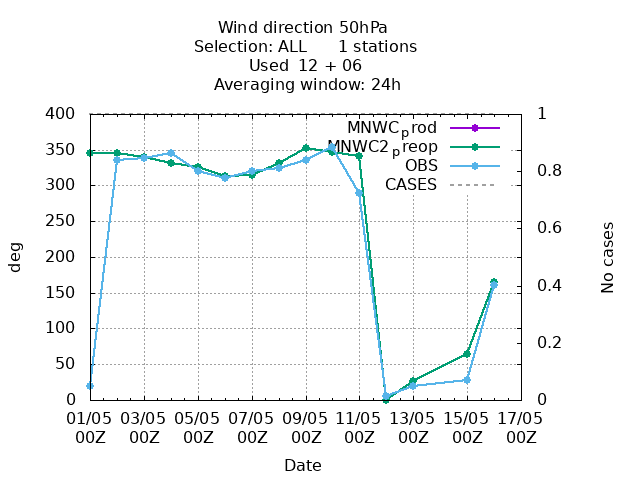 Wind direction 50hPa
Selection: ALL 1 stations
Used 12 + 06
Averaging window: 24h
400 1
MNWCprod
350 MNWC2preop
OBS 0.8
300 CASES
250
0.6
200
deg No cases
150 0.4
100
0.2
50
0 0
01/05 03/05 05/05 07/05 09/05 11/05 13/05 15/05 17/05
00Z 00Z 00Z 00Z 00Z 00Z 00Z 00Z 00Z
Date